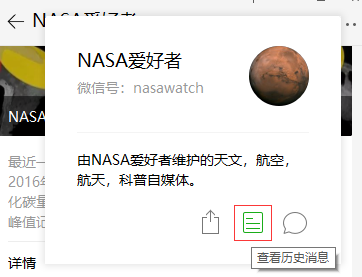 NASA爱好者
NASA爱好者
微信号：nasawatch
NASA
由NASA爱好者维护的天文，航空，
航天，科普自媒体。
最近一
2016年
化碳量
峰值记
查看历史消息
详情